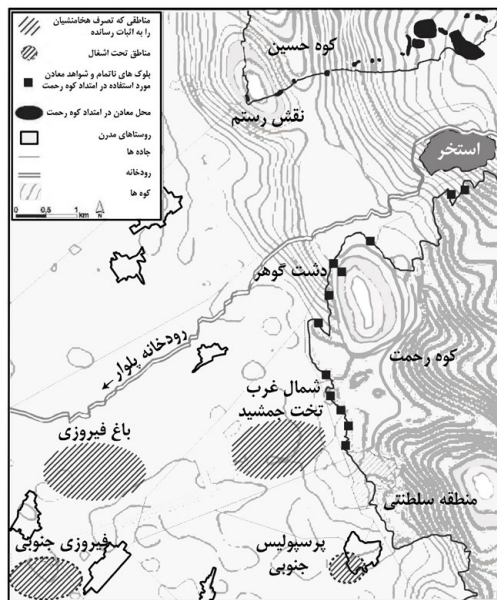 مناطقی که تصرف هخامنشیان
را به اثبات رسانده
مناطق تحت اشغال
بلوک های ناتمام و شواهد معادن
مورد استفاده در امتداد کوه رحمت
محل معادن در امتداد کوه رحمت
روستاهای مدرن
جاده ها
رودخانه
کوه ها
0 0,5 1
km
N
کوه حسین
نقش رستم
استخر
دشت گوهر
کوه رحمت
رودخانه پلوار
شمال غرب
تخت جمشید
باغ فیروزی
منطقه سلطنتی
فیروزی جنوبی
پرسپولیس
جنوبی